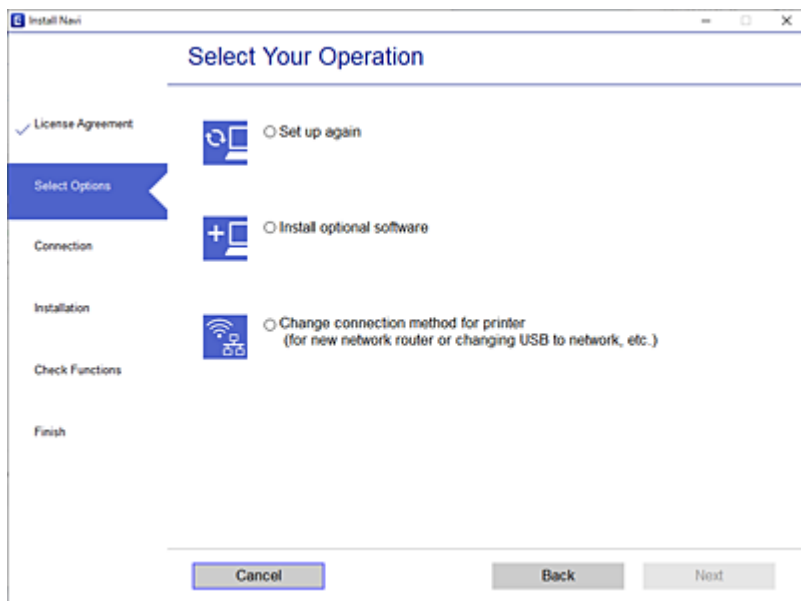 Install Navi
Select Your Operation
License Agreement
Select Options
Connection
Installation
Check Functions
Finish
Set up again
Install optional software
Change connection method for printer
(for new network router or changing USB to network, etc.)
Cancel
Back
Next